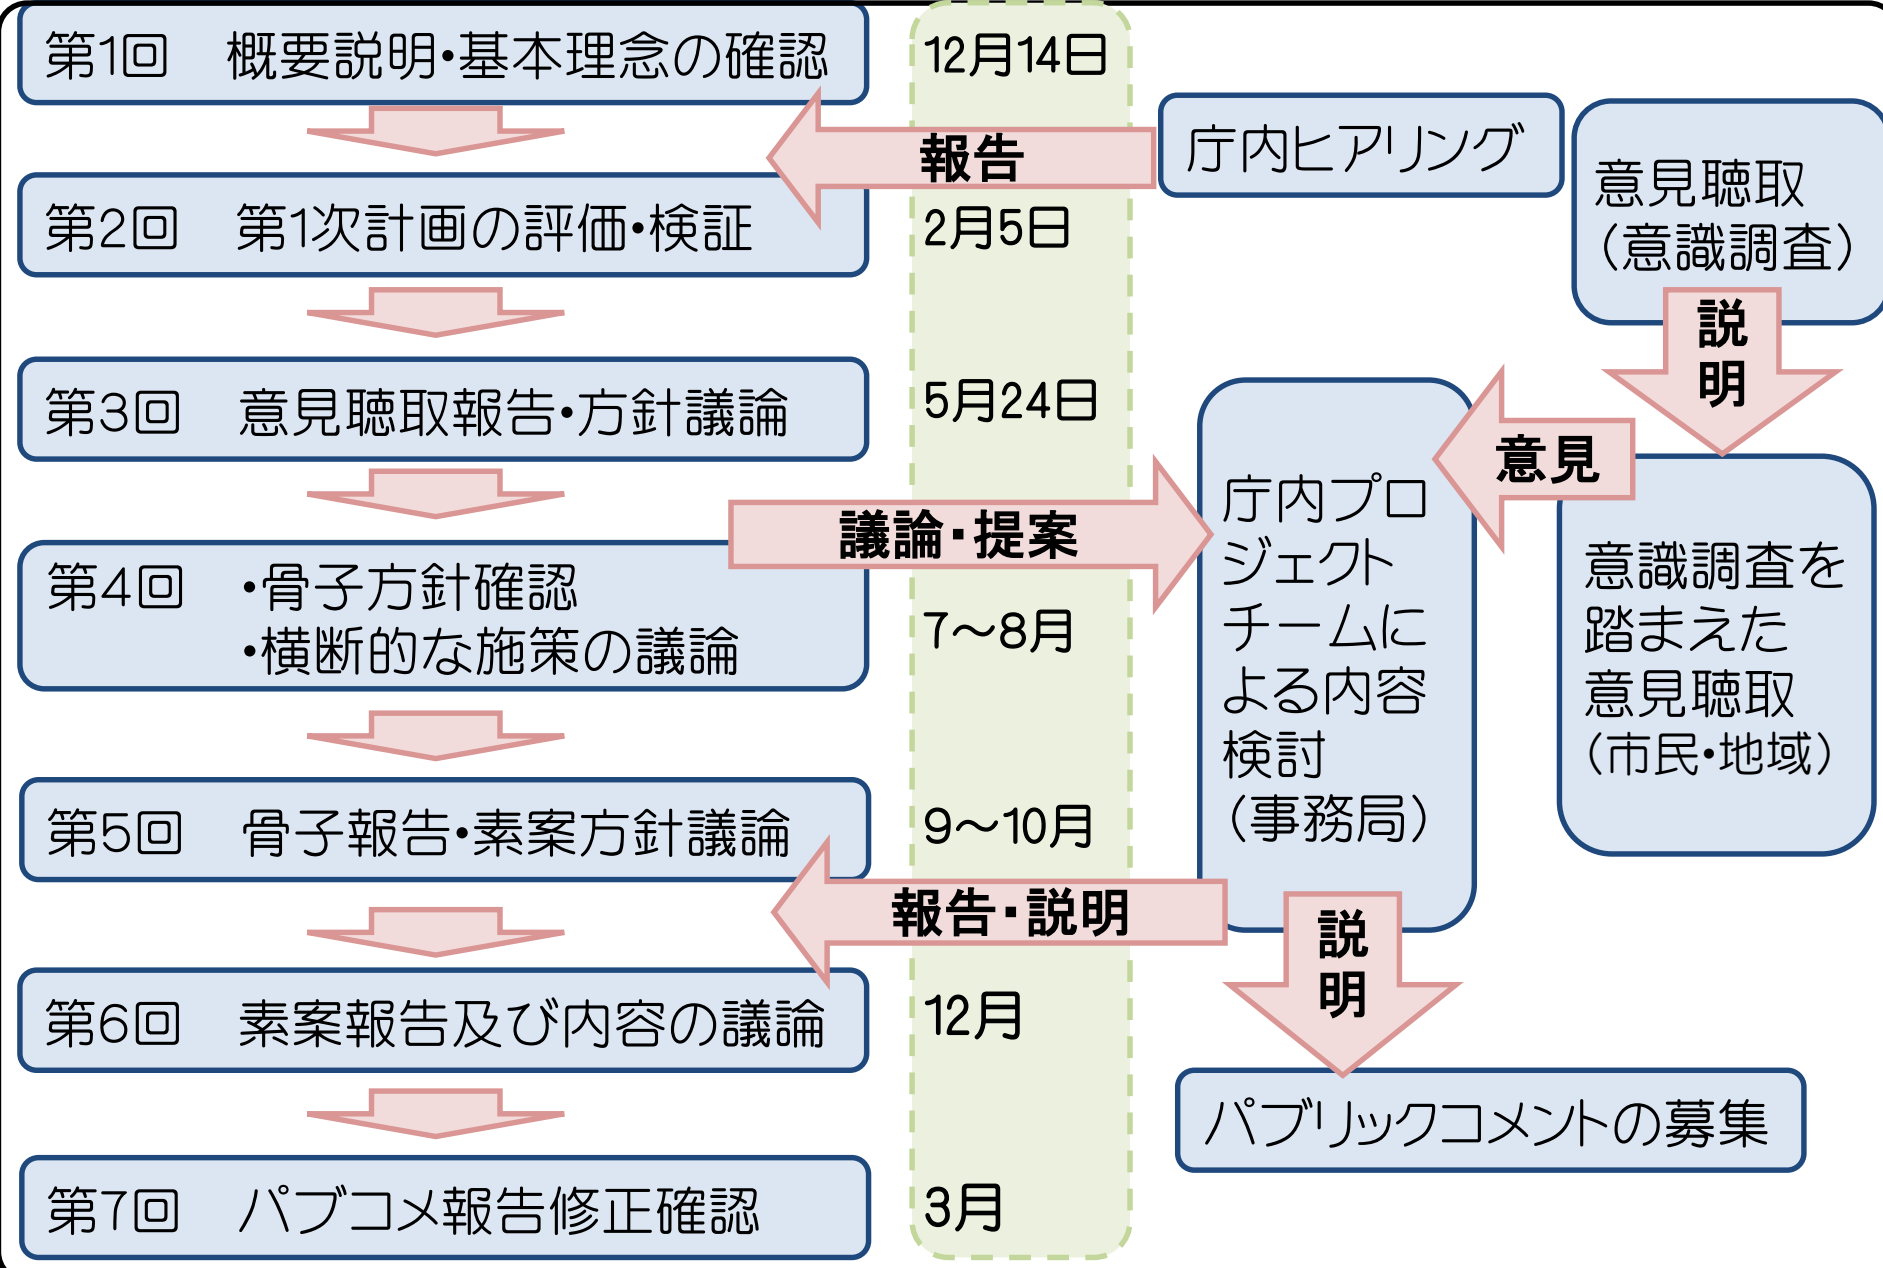 第1回　概要説明・基本理念の確認
12月14日
報告
庁内ヒアリング
意見聴取
（意識調査）
第2回　第1次計画の評価・検証
2月5日
説
明
第3回　意見聴取報告・方針議論
5月24日
意見
議論・提案
庁内プロ
ジェクト
チームに
よる内容
検討
（事務局）
意識調査を
踏まえた
意見聴取
（市民・地域）
第4回　・骨子方針確認
・横断的な施策の議論
7～8月
第5回　骨子報告・素案方針議論
9～10月
報告・説明
説
明
第6回　素案報告及び内容の議論
12月
パブリックコメントの募集
第7回　パブコメ報告修正確認
3月